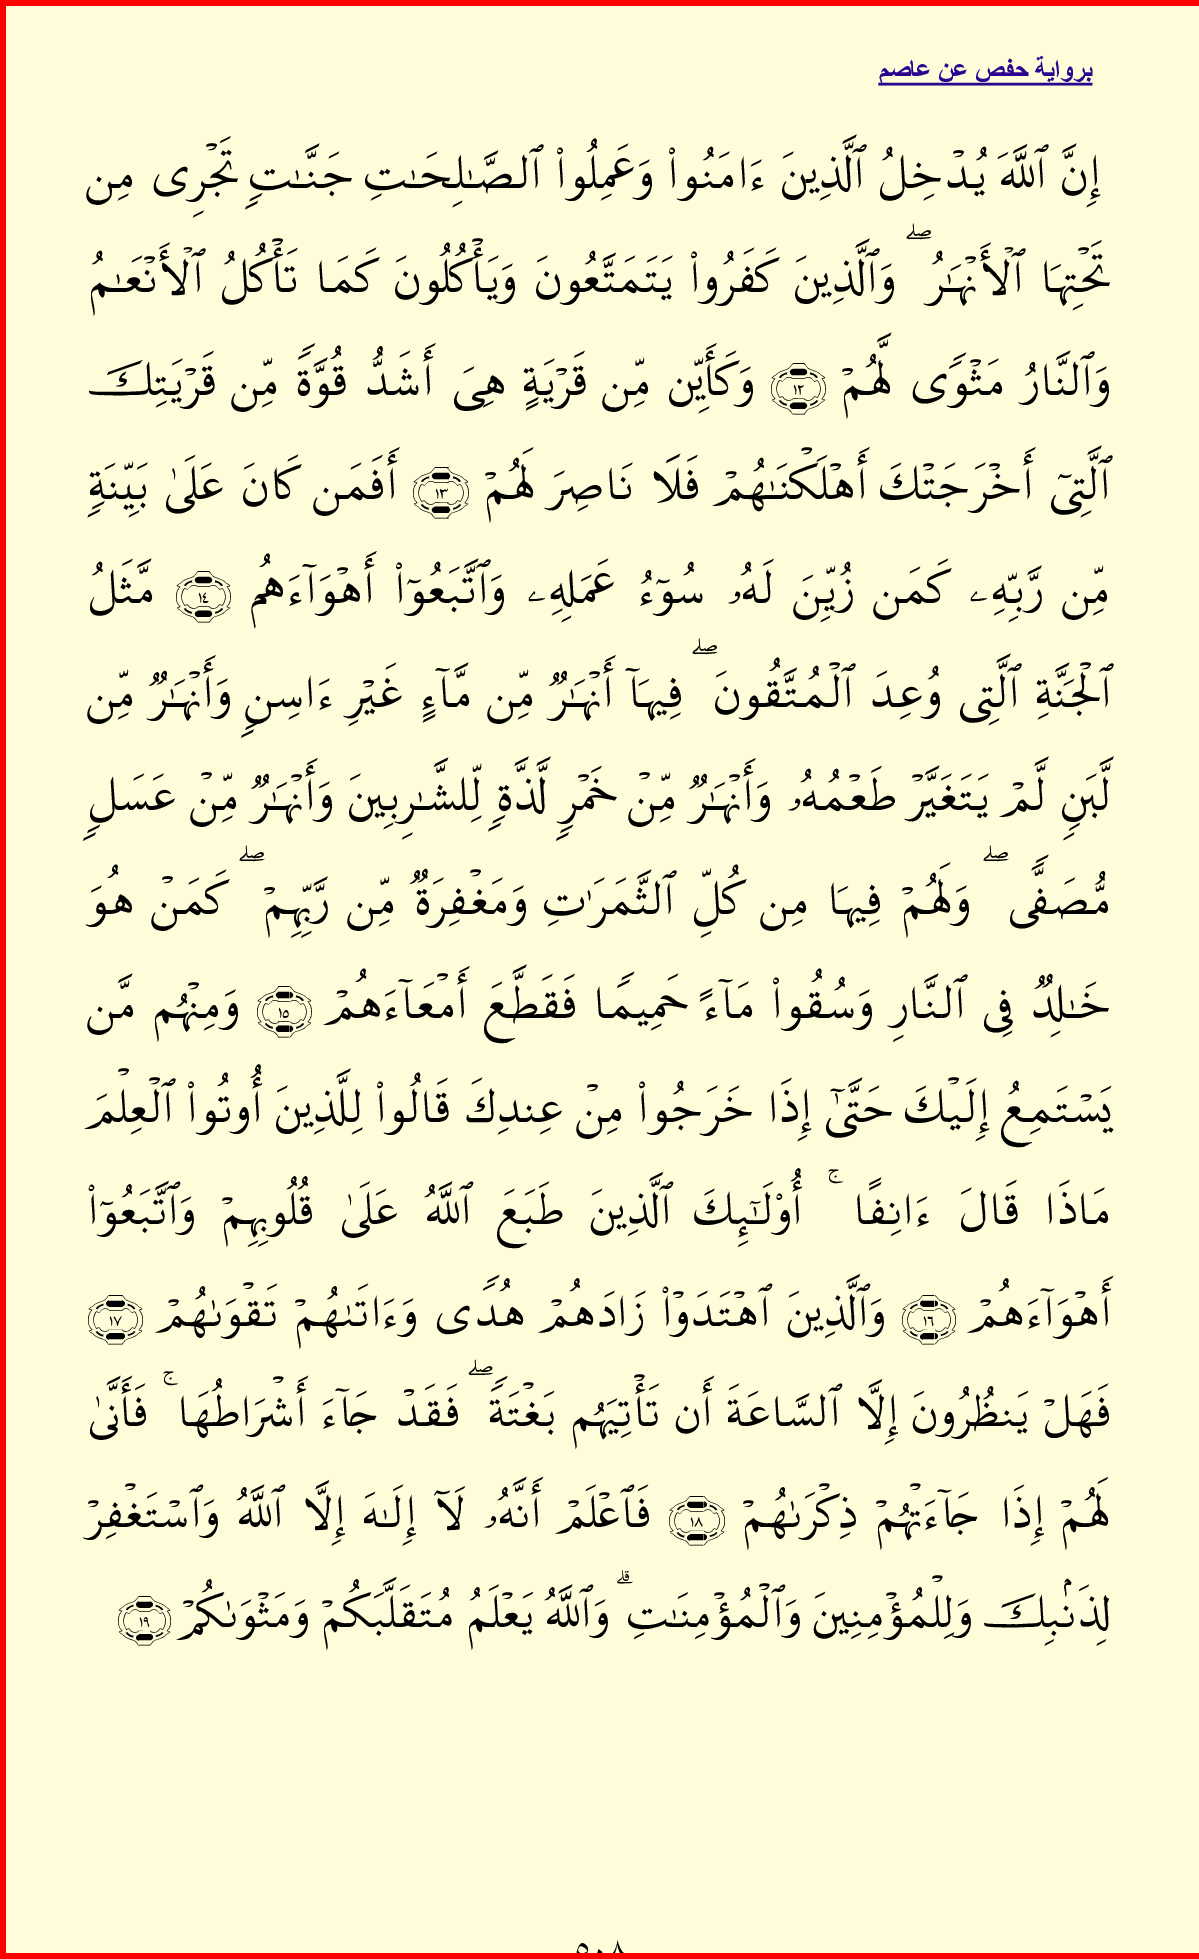 برواية حفص عن عاصم
إِنَّ ٱللَّهَ يُدۡخِلُ ٱلَّذِينَ ءَامَنُواْ وَعَمِلُواْ ٱلصَّـٰلِحَـٰتِ جَنَّـٰتٍ تَجۡرِى مِن
تَحۡتِهَا ٱلۡأَنۡهَـٰرُ ۖ وَٱلَّذِينَ كَفَرُواْ يَتَمَتَّعُونَ وَيَأۡكُلُونَ كَمَا تَأۡكُلُ ٱلۡأَنۡعَـٰمُ
وَٱلنَّارُ مَثۡوًى لَّهُمۡ ١٢ وَكَأَيِّن مِّن قَرۡيَةٍ هِىَ أَشَدُّ قُوَّةً مِّن قَرۡيَتِكَ
ٱلَّتِىٓ أَخۡرَجَتۡكَ أَهۡلَكۡنَـٰهُمۡ فَلَا نَاصِرَ لَهُمۡ ١٣ أَفَمَن كَانَ عَلَىٰ بَيِّنَةٍ
مِّن رَّبِّهِۦ كَمَن زُيِّنَ لَهُۥ سُوٓءُ عَمَلِهِۦ وَٱتَّبَعُوٓاْ أَهۡوَآءَهُم ١٤ مَّثَلُ
ٱلۡجَنَّةِ ٱلَّتِى وُعِدَ ٱلۡمُتَّقُونَ ۖ فِيهَآ أَنۡهَـٰرٌ مِّن مَّآءٍ غَيۡرِ ءَاسِنٍ وَأَنۡهَـٰرٌ مِّن
لَّبَنٍ لَّمۡ يَتَغَيَّرۡ طَعۡمُهُۥ وَأَنۡهَـٰرٌ مِّنۡ خَمۡرٍ لَّذَّةٍ لِّلشَّـٰرِبِينَ وَأَنۡهَـٰرٌ مِّنۡ عَسَلٍ
مُّصَفًّى ۖ وَلَهُمۡ فِيهَا مِن كُلِّ ٱلثَّمَرَٰتِ وَمَغۡفِرَةٌ مِّن رَّبِّهِمۡ ۖ كَمَنۡ هُوَ
خَـٰلِدٌ فِى ٱلنَّارِ وَسُقُواْ مَآءً حَمِيمًا فَقَطَّعَ أَمۡعَآءَهُمۡ ١٥ وَمِنۡهُم مَّن
يَسۡتَمِعُ إِلَيۡكَ حَتَّىٰٓ إِذَا خَرَجُواْ مِنۡ عِندِكَ قَالُواْ لِلَّذِينَ أُوتُواْ ٱلۡعِلۡمَ
مَاذَا قَالَ ءَانِفًا ۚ أُوْلَـٰٓئِكَ ٱلَّذِينَ طَبَعَ ٱللَّهُ عَلَىٰ قُلُوبِهِمۡ وَٱتَّبَعُوٓاْ
أَهۡوَآءَهُمۡ ١٦ وَٱلَّذِينَ ٱهۡتَدَوۡاْ زَادَهُمۡ هُدًى وَءَاتَىٰهُمۡ تَقۡوَىٰهُمۡ ١٧
فَهَلۡ يَنظُرُونَ إِلَّا ٱلسَّاعَةَ أَن تَأۡتِيَهُم بَغۡتَةً ۖ فَقَدۡ جَآءَ أَشۡرَاطُهَا ۚ فَأَنَّىٰ
لَهُمۡ إِذَا جَآءَتۡهُمۡ ذِكۡرَىٰهُمۡ ١٨ فَٱعۡلَمۡ أَنَّهُۥ لَآ إِلَـٰهَ إِلَّا ٱللَّهُ وَٱسۡتَغۡفِرۡ
لِذَنۢبِكَ وَلِلۡمُؤۡمِنِينَ وَٱلۡمُؤۡمِنَـٰتِ ۗ وَٱللَّهُ يَعۡلَمُ مُتَقَلَّبَكُمۡ وَمَثۡوَىٰكُمۡ ١٩
٥٠٨